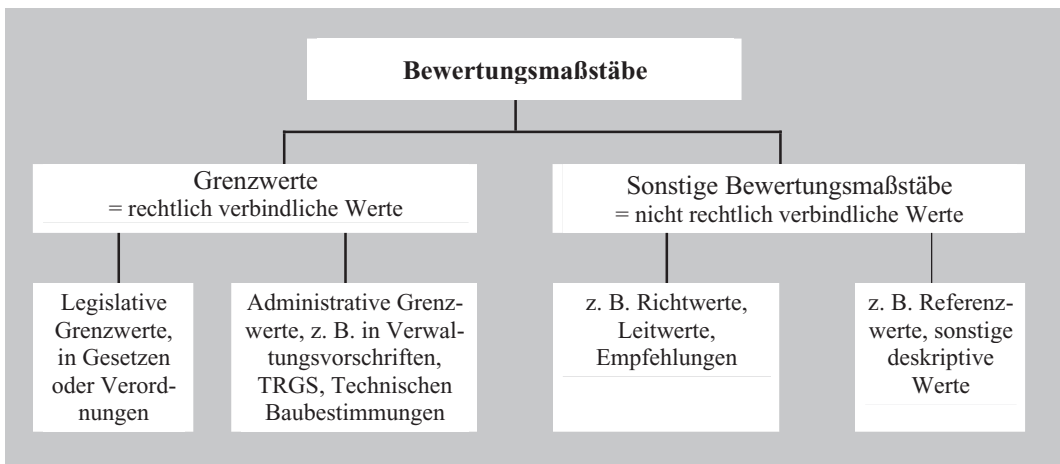 Bewertungsmaßstäbe
Grenzwerte
= rechtlich verbindliche Werte
Sonstige Bewertungsmaßstäbe
= nicht rechtlich verbindliche Werte
Legislative
Grenzwerte,
in Gesetzen
oder Verord-
nungen
Administrative Grenz-
werte, z. B. in Verwal-
tungsvorschriften,
TRGS, Technischen
Baubestimmungen
z. B. Richtwerte,
Leitwerte,
Empfehlungen
z. B. Referenz-
werte, sonstige
deskriptive
Werte